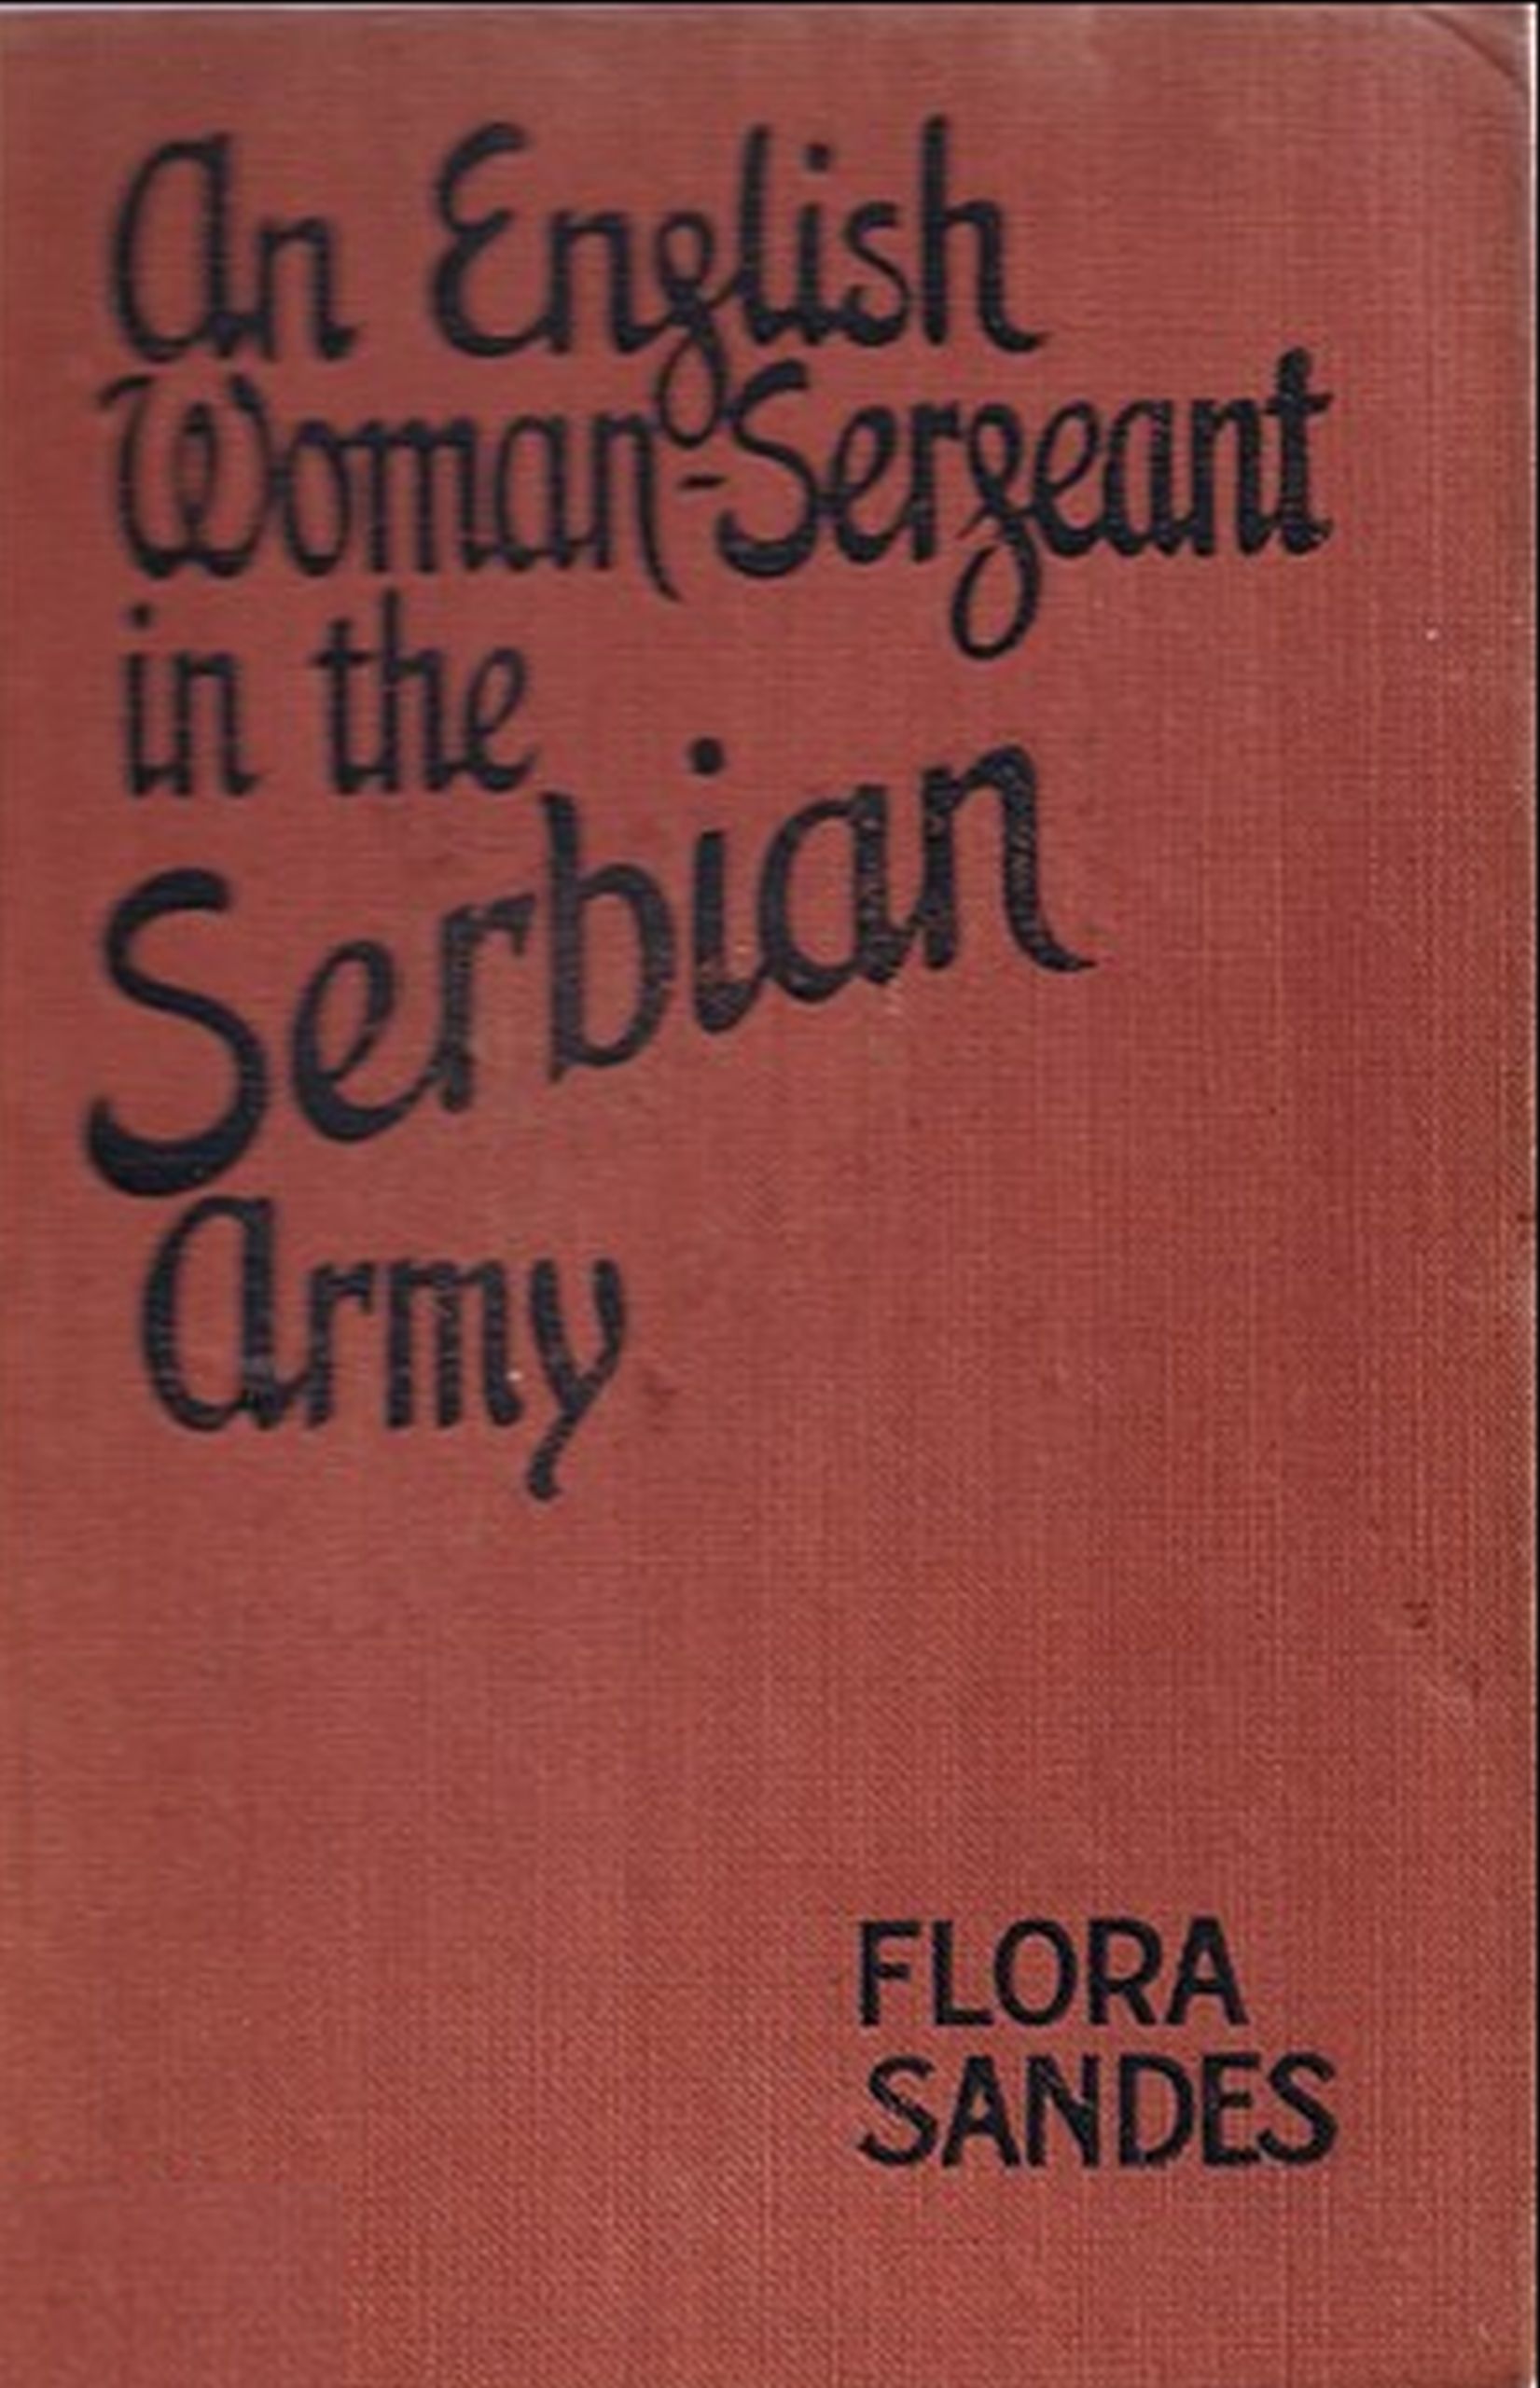 An English
Woman-Sergeant
in the
Serbian
Army
FLORA
SANDES